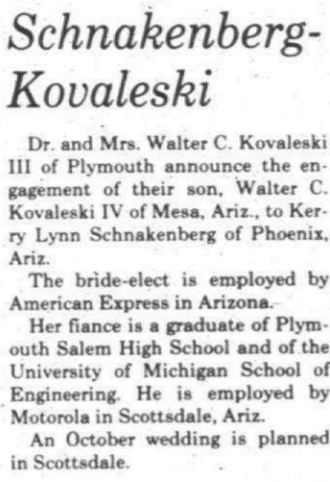 Schnakenberg-
Kovaleski
Dr. and Mrs. Walter C. Kovaleski
III of Plymouth announce the en-
gagement of their son, Walter C.
Kovaleski IV of Mesa, Ariz., to Ker-
ry Lynn Schnakenberg of Phoenix,
Ariz.
The bride-elect is employed by
American Express in Arizona.
Her fiance is a graduate of Plym-
outh Salem High School and of the
University of Michigan School of
Engineering. He is employed by
Motorola in Scottsdale, Ariz.
An October wedding is planned
in Scottsdale.